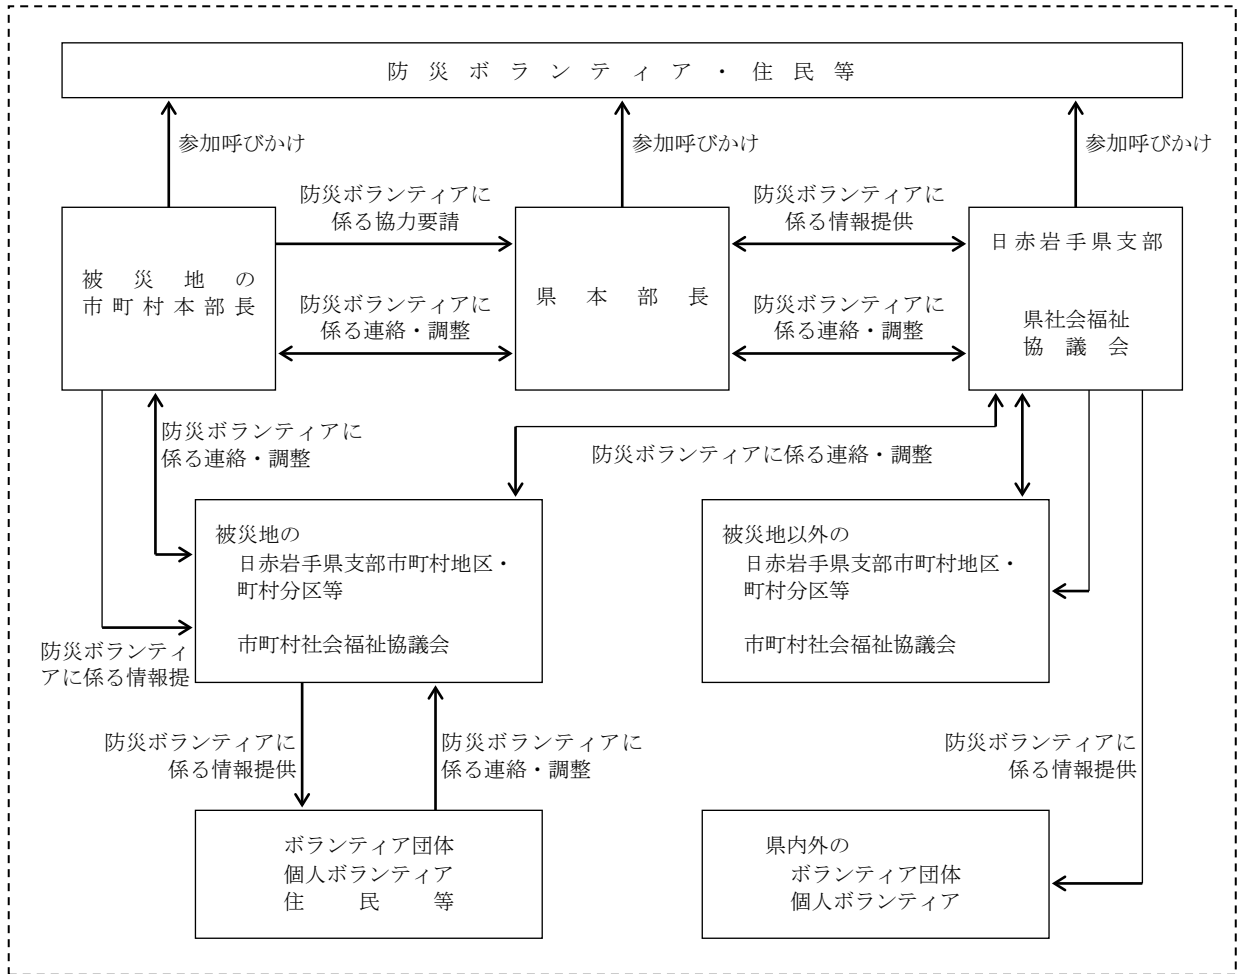 防災ボランティア・住民等
参加呼びかけ
参加呼びかけ
参加呼びかけ
防災ボランティアに
係る協力要請
防災ボランティアに
係る情報提供
被災地の
市町村本部長
県本部長
日赤岩手県支部
県社会福祉
協議会
防災ボランティアに
係る連絡・調整
防災ボランティアに
係る連絡・調整
防災ボランティアに
係る連絡・調整
防災ボランティアに係る連絡・調整
被災地の
日赤岩手県支部市町村地区・
町村分区等
市町村社会福祉協議会
被災地以外の
日赤岩手県支部市町村地区・
町村分区等
市町村社会福祉協議会
防災ボランティ
アに係る情報提
防災ボランティアに
係る情報提供
防災ボランティアに
係る連絡・調整
防災ボランティアに
係る情報提供
ボランティア団体
個人ボランティア
住民等
県内外の
ボランティア団体
個人ボランティア